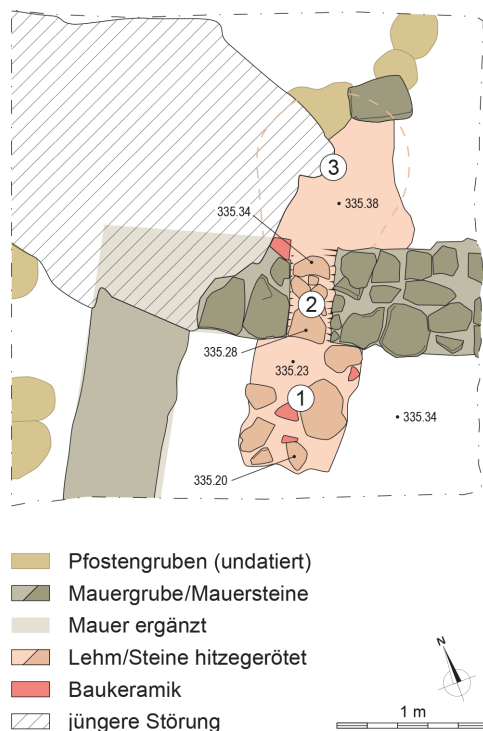 3
335.38
335.34
2
335.28
335.23
1
335.34
335.20
Pfostengruben (undatiert)
Mauergrube/Mauersteine
Mauer ergänzt
Lehm/Steine hitzegerötet
Baukeramik
jüngere Störung
N
1 m